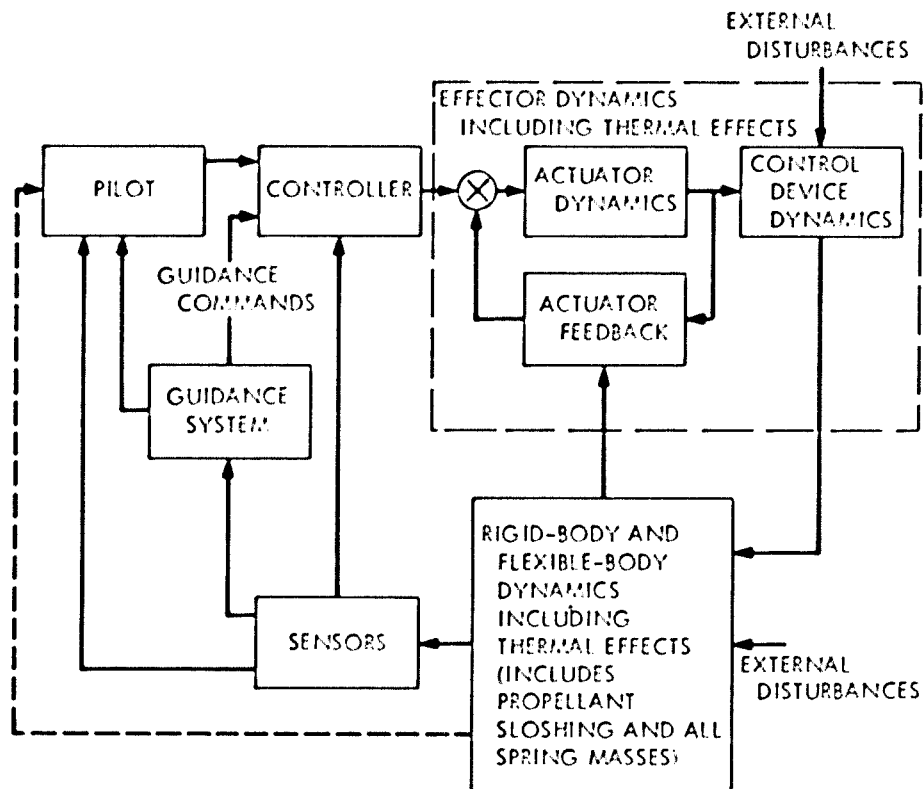 EXTERNAL
DISTURBANCES
EFFECTOR DYNAMICS
INCLUDING THERMAL EFFECTS
PILOT
CONTROLLER
ACTUATOR
DYNAMICS
CONTROL
DEVICE
DYNAMICS
GUIDANCE
COMMANDS
ACTUATOR
FEEDBACK
GUIDANCE
SYSTEM
RIGID-BODY AND
FLEXIBLE-BODY
DYNAMICS
INCLUDING
THERMAL EFFECTS
(INCLUDES
PROPELLANT
SLOSHING AND ALL
SPRING MASSES)
SENSORS
EXTERNAL
DISTURBANCES